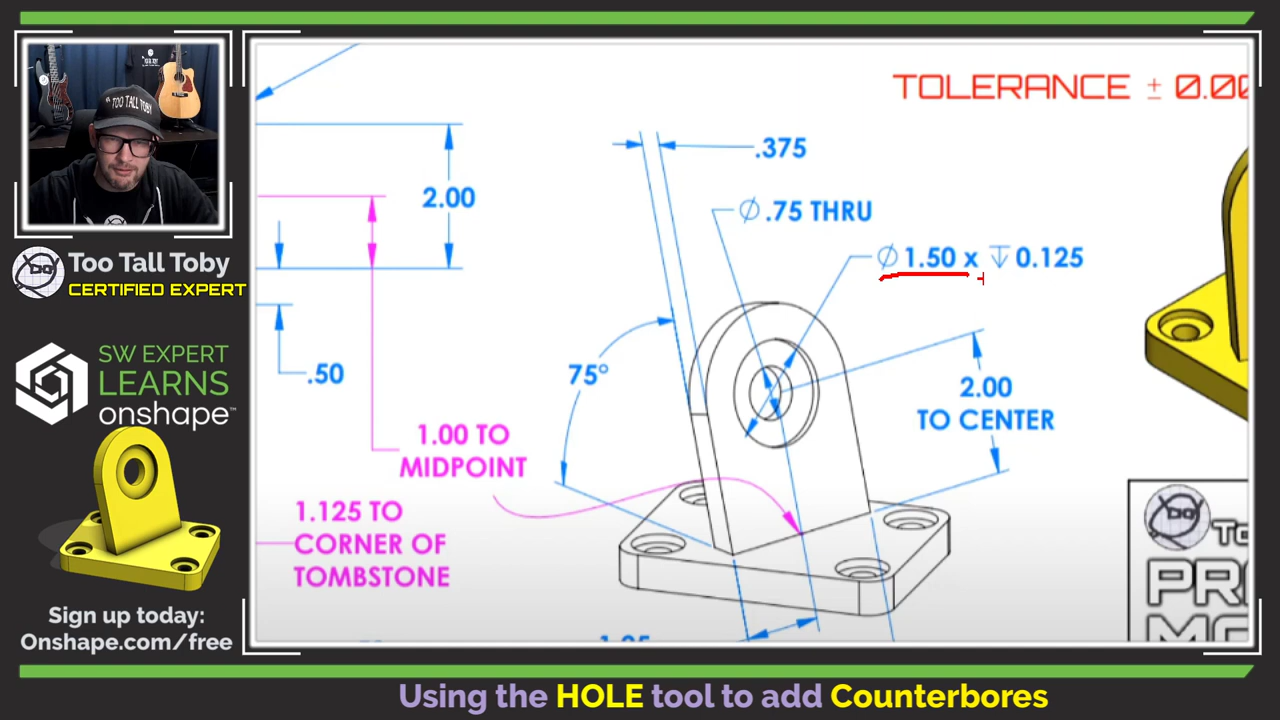 TOO TALL TOBY
Too Tall Toby
CERTIFIED EXPERT
SW EXPERT
LEARNS
onshape™
Sign up today:
Onshape.com/free
TOLERANCE ± 0.00
.375
2.00
∅ .75 THRU
∅ 1.50 x ↧ 0.125
.50
75°
2.00
TO CENTER
1.00 TO
MIDPOINT
1.125 TO
CORNER OF
TOMBSTONE
Using the HOLE tool to add Counterbores